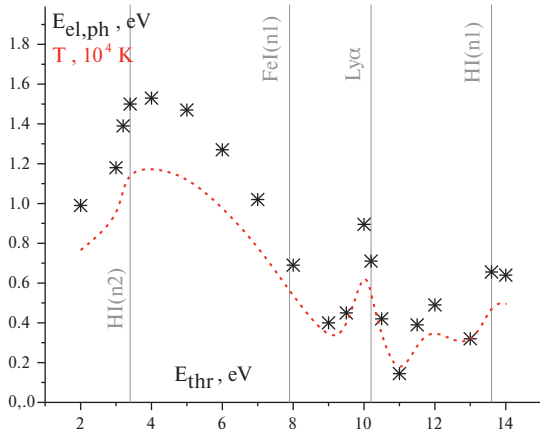 E_el,ph , eV
T , 10^4 K
1.8
1.6
1.4
1.2
1.0
0.8
0.6
0.4
0.2
0,.0
HI(n2)
FeI(n1)
Lyα
HI(n1)
E_thr , eV
2
4
6
8
10
12
14